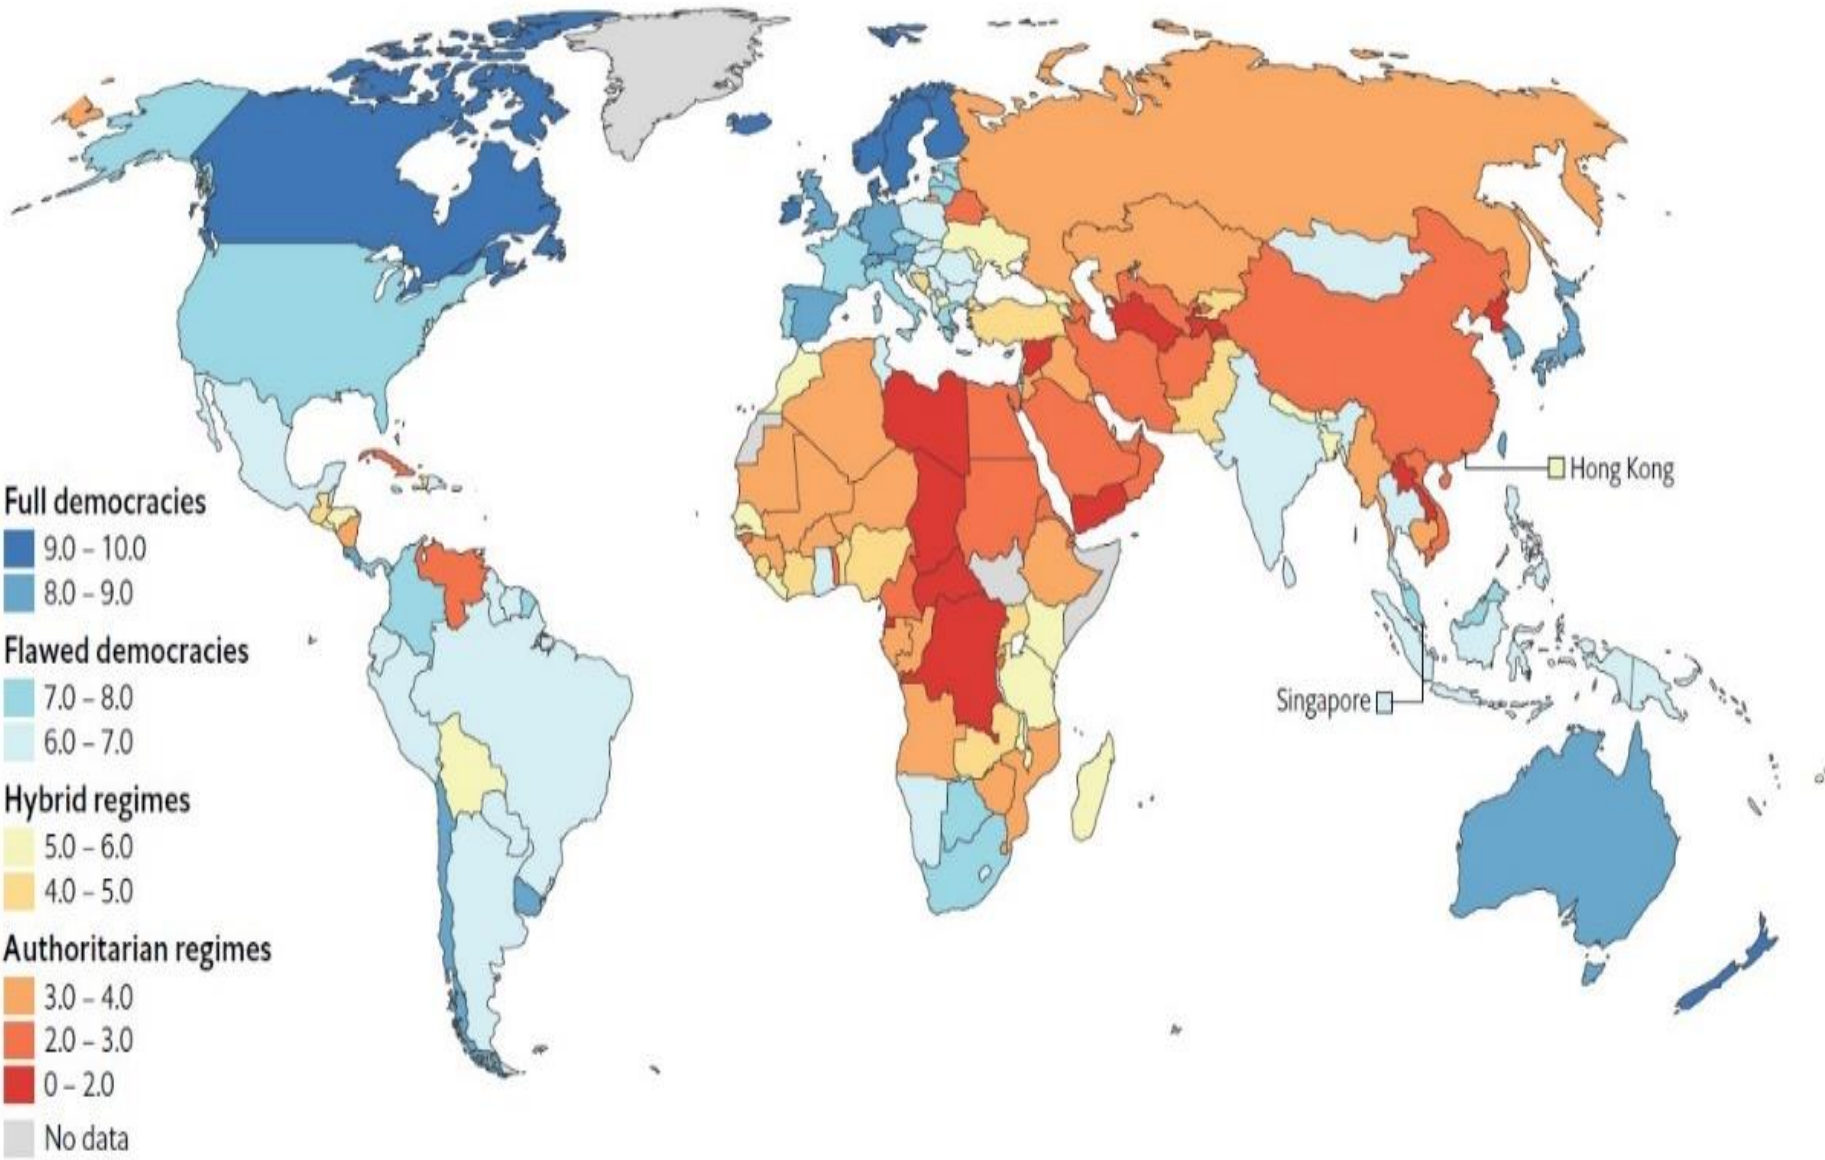 Full democracies
9.0 – 10.0
8.0 – 9.0
Flawed democracies
7.0 – 8.0
6.0 – 7.0
Hybrid regimes
5.0 – 6.0
4.0 – 5.0
Authoritarian regimes
3.0 – 4.0
2.0 – 3.0
0 – 2.0
No data
Hong Kong
Singapore